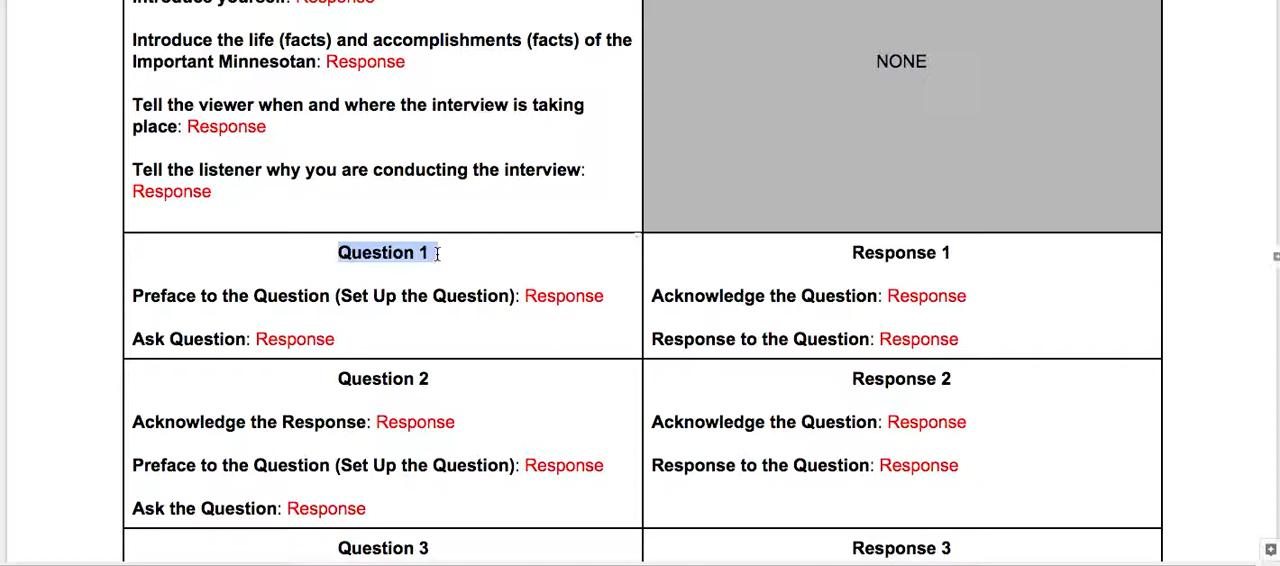 Introduce yourself: Response
Introduce the life (facts) and accomplishments (facts) of the
Important Minnesotan: Response
Tell the viewer when and where the interview is taking
place: Response
Tell the listener why you are conducting the interview:
Response
NONE
Question 1
Preface to the Question (Set Up the Question): Response
Ask Question: Response
Response 1
Acknowledge the Question: Response
Response to the Question: Response
Question 2
Acknowledge the Response: Response
Preface to the Question (Set Up the Question): Response
Ask the Question: Response
Response 2
Acknowledge the Question: Response
Response to the Question: Response
Question 3
Response 3